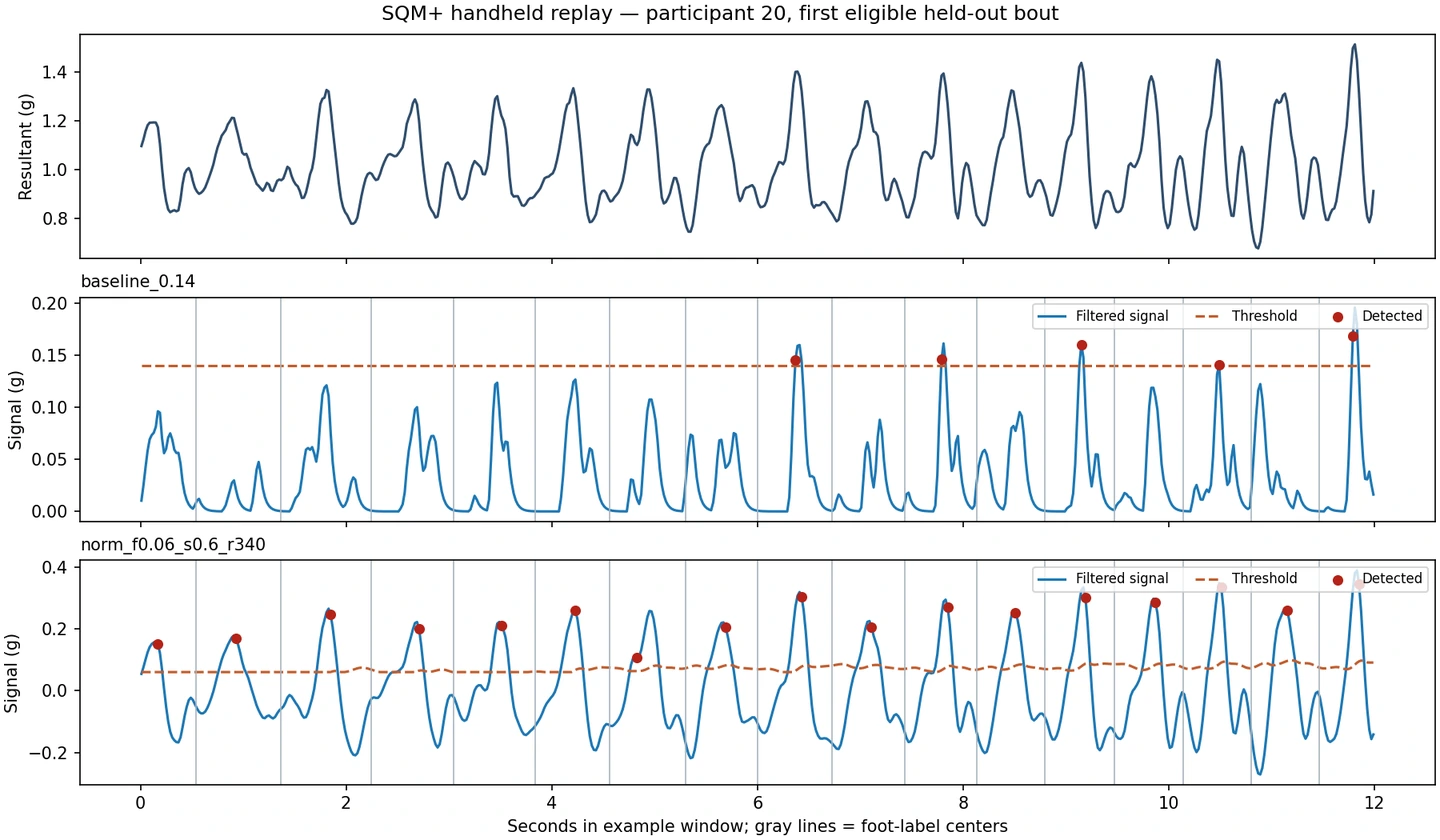 SQM+ handheld replay — participant 20, first eligible held-out bout
Resultant (g)
1.4
1.2
1.0
0.8
baseline_0.14
Signal (g)
0.20
0.15
0.10
0.05
0.00
Filtered signal
Threshold
Detected
norm_f0.06_s0.6_r340
Signal (g)
0.4
0.2
0.0
−0.2
Filtered signal
Threshold
Detected
0 2 4 6 8 10 12
Seconds in example window; gray lines = foot-label centers